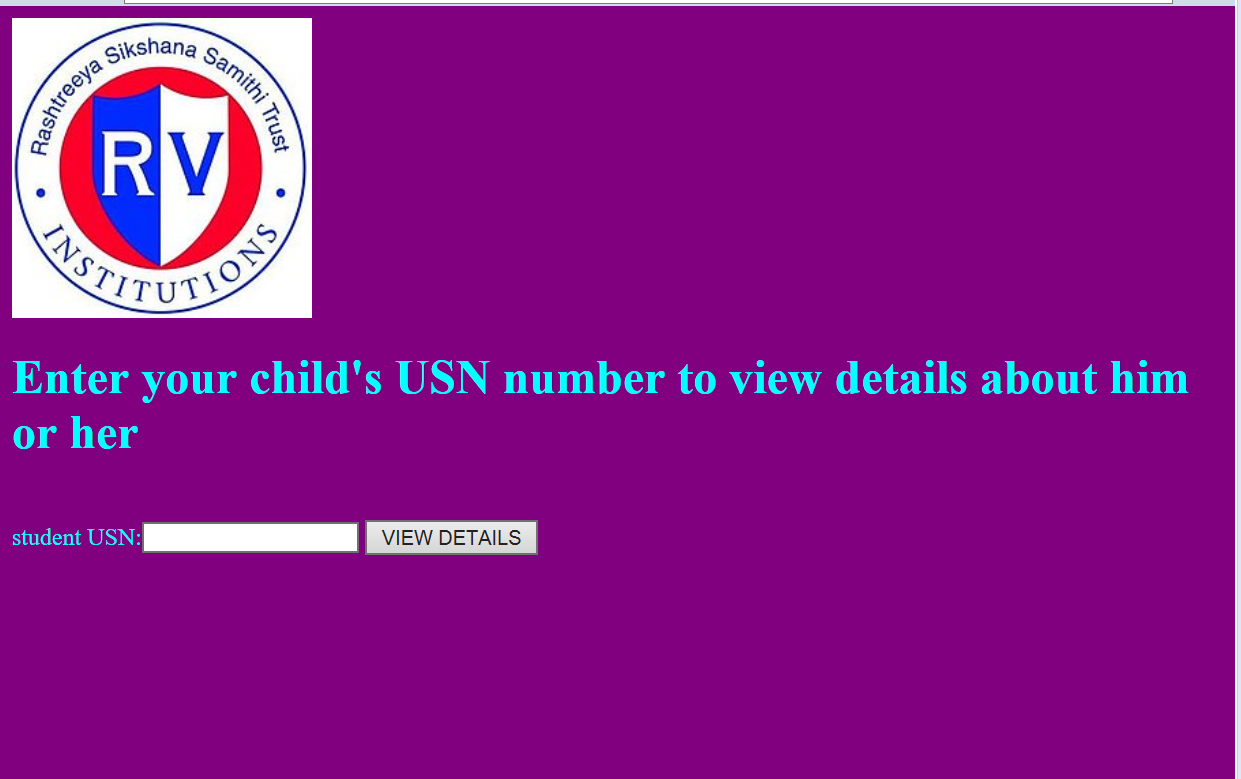 Rashtreeya Sikshana Samithi Trust
RV
INSTITUTIONS
Enter your child's USN number to view details about him
or her
student USN: VIEW DETAILS